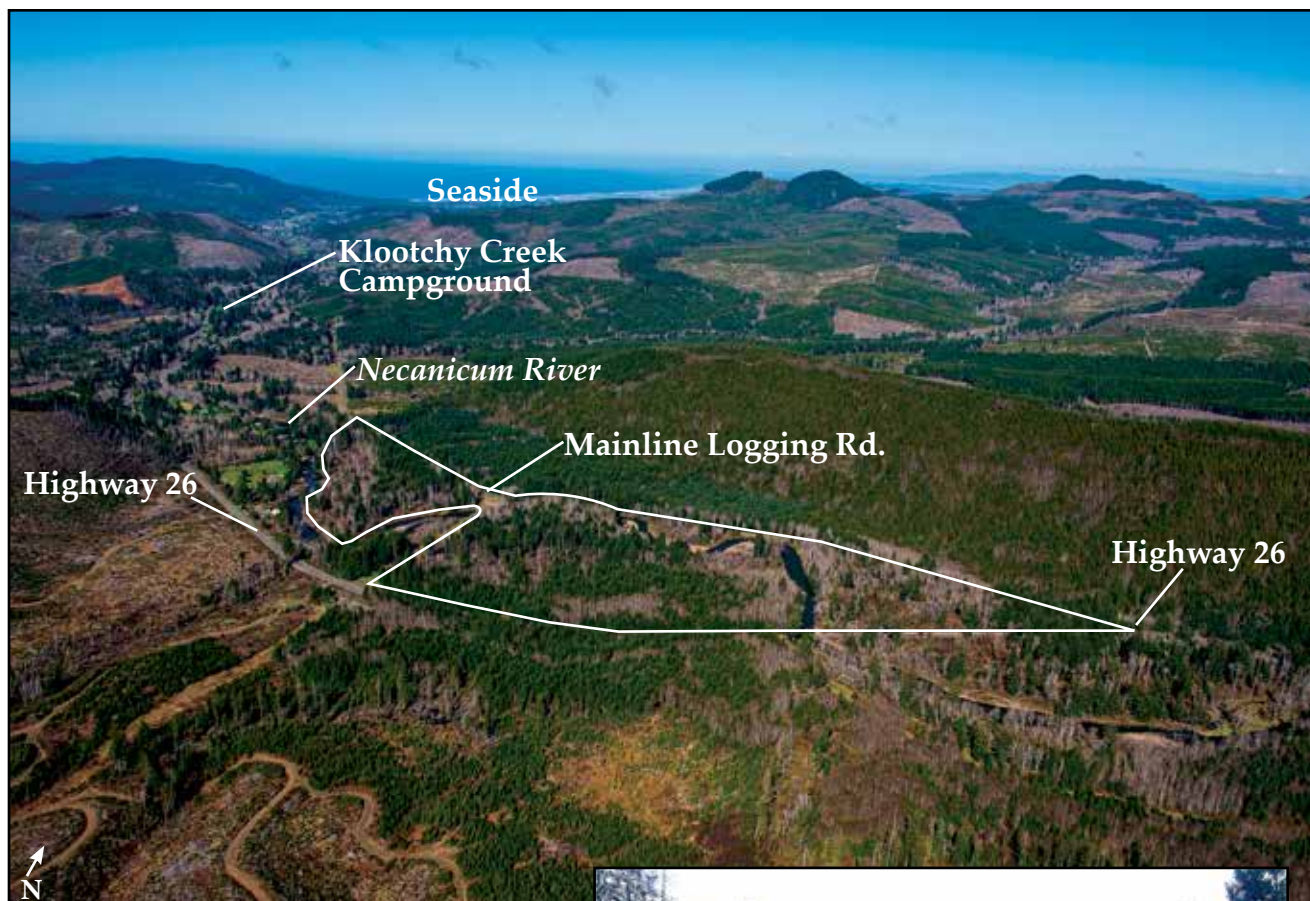 Seaside
Klootchy Creek
Campground
Necanicum River
Mainline Logging Rd.
Highway 26
Highway 26
N